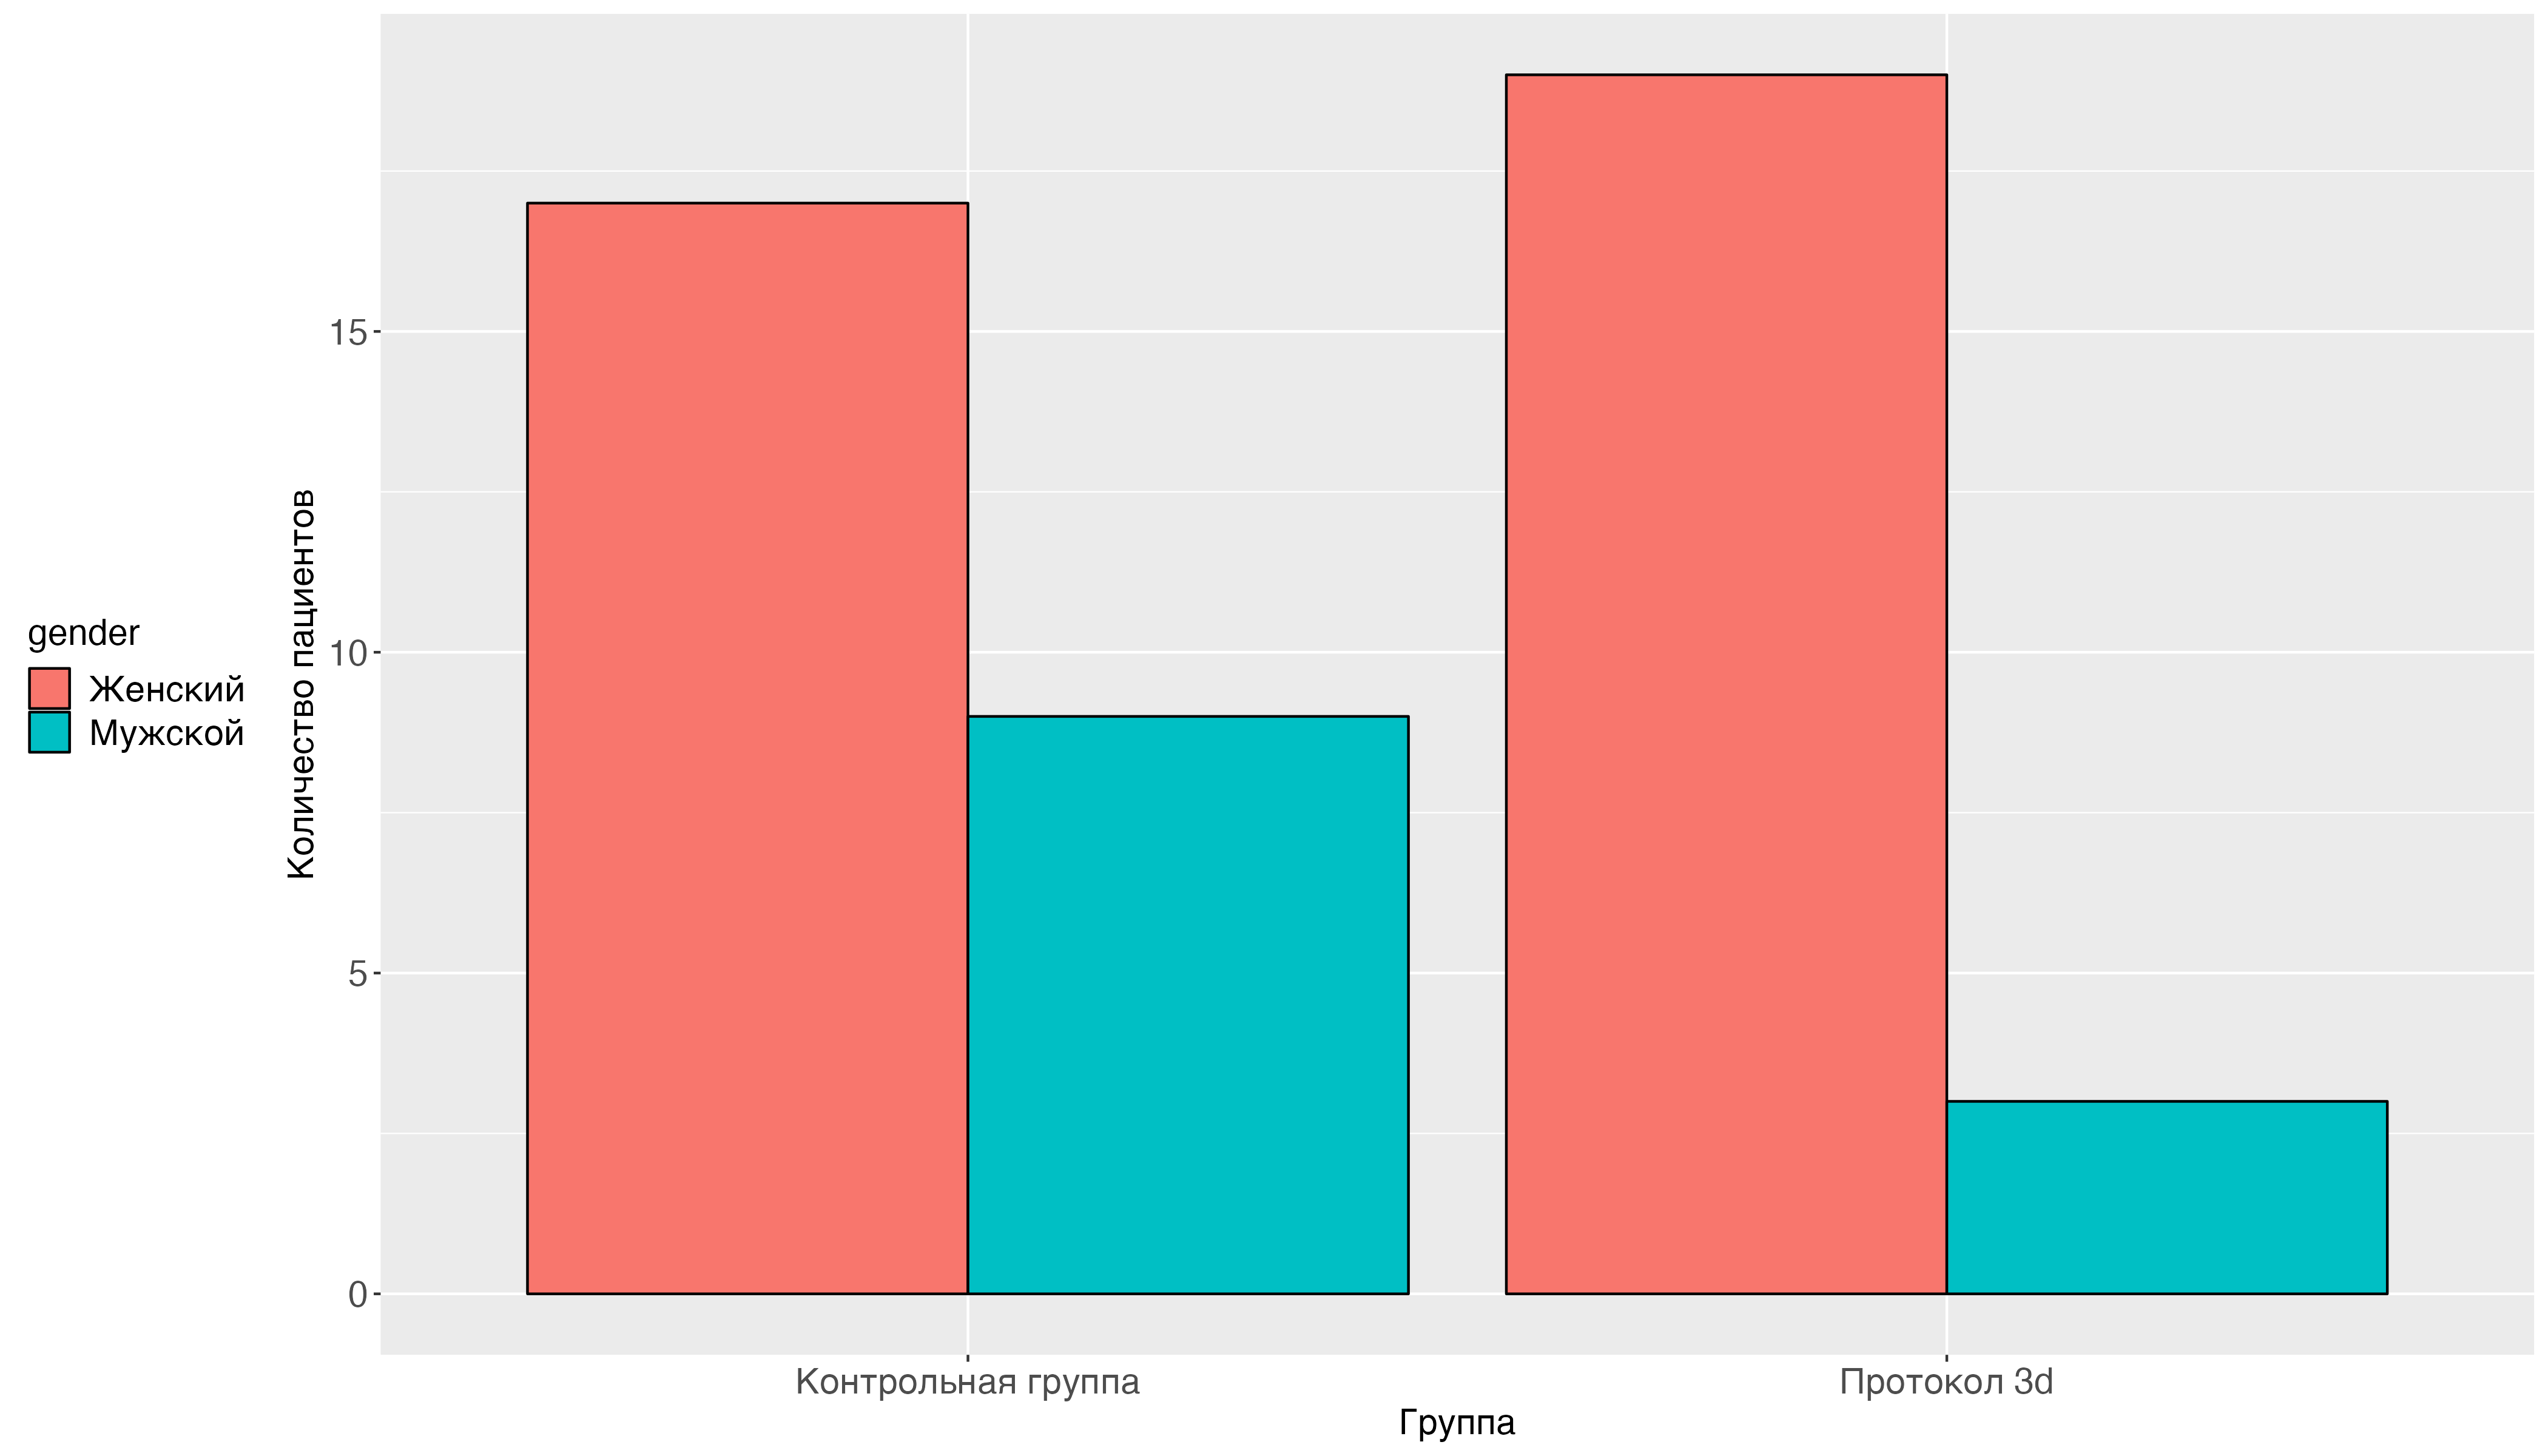 gender
Женский
Мужской
Количество пациентов
15
10
5
0
Контрольная группа
Протокол 3d
Группа